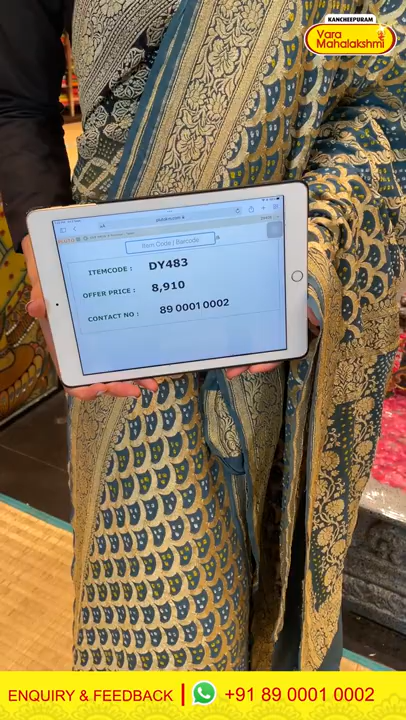 KANCHEEPURAM
Vara
Mahalakshmi
Item Code | Barcode
ITEMCODE : DY483
OFFER PRICE : 8,910
CONTACT NO : 89 0001 0002
ENQUIRY & FEEDBACK | +91 89 0001 0002